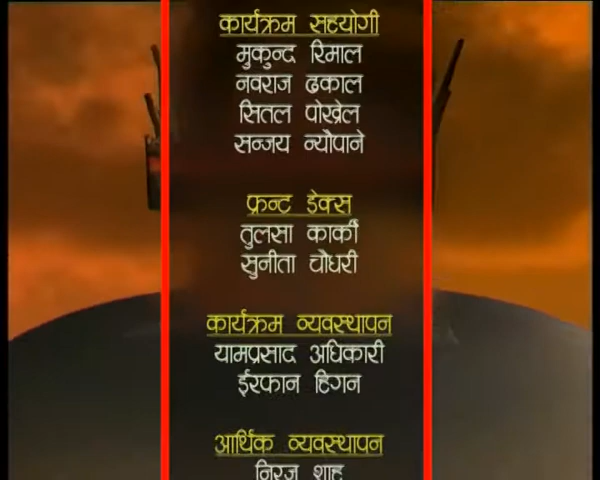 कार्यक्रम सहयोगी
मुकुन्द रिमाल
नवराज ढकाल
सितल पोख्रेल
सन्जय न्यौपाने
फ्रन्ट डेक्स
तुलसा कार्की
सुनीता चौधरी
कार्यक्रम व्यवस्थापन
यामप्रसाद अधिकारी
ईरफान हिगन
आर्थिक व्यवस्थापन
निरज शाह